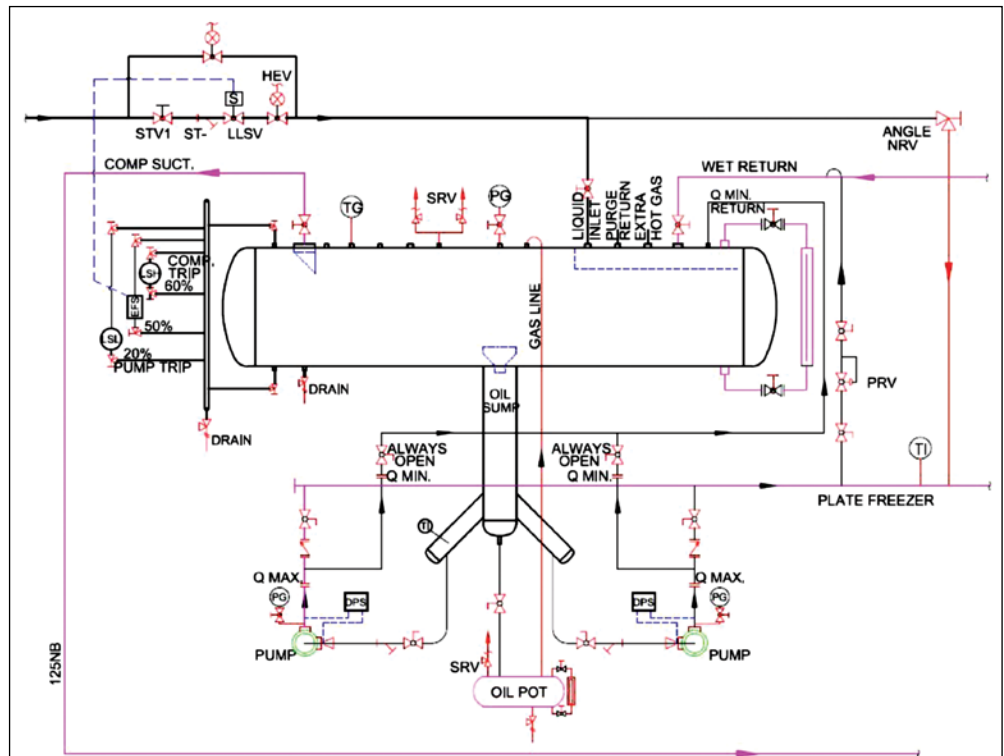 HEV
S
STV1
ST-
LLSV
ANGLE
NRV
COMP SUCT.
WET RETURN
TG
SRV
PG
LIQUID
INLET
PURGE
RETURN
EXTRA
HOT GAS
Q MIN.
RETURN
COMP.
TRIP
60%
LSH
EFS
50%
LSL
20%
PUMP TRIP
GAS LINE
PRV
DRAIN
OIL
SUMP
DRAIN
ALWAYS
OPEN
Q MIN.
ALWAYS
OPEN
Q MIN.
TI
PLATE FREEZER
TI
Q MAX.
PG
DPS
DPS
Q MAX.
PG
PUMP
PUMP
SRV
OIL POT
125NB